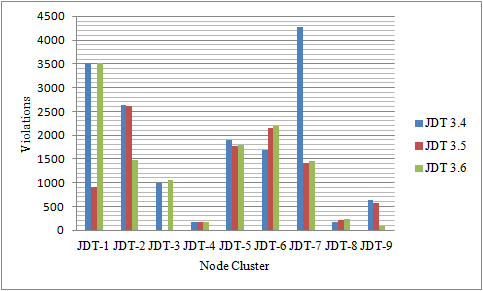 4500
4000
3500
3000
2500
2000
1500
1000
500
0
Violations
JDT-1 JDT-2 JDT-3 JDT-4 JDT-5 JDT-6 JDT-7 JDT-8 JDT-9
Node Cluster
JDT 3.4
JDT 3.5
JDT 3.6